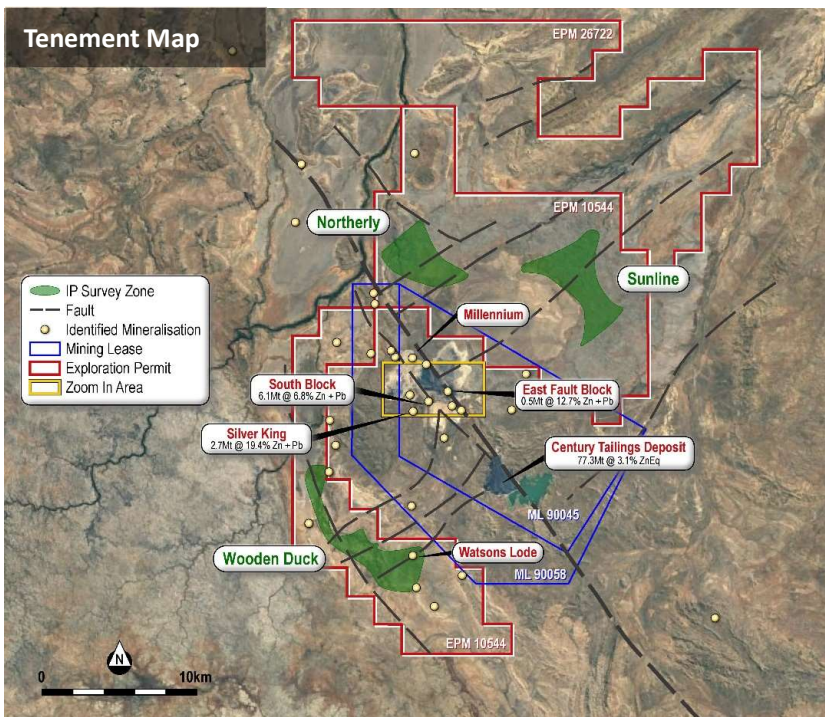 Tenement Map
EPM 26722
EPM 10544
Northerly
Sunline
IP Survey Zone
Fault
Identified Mineralisation
Mining Lease
Exploration Permit
Zoom In Area
Millennium
South Block
6.1Mt @ 6.8% Zn + Pb
East Fault Block
0.5Mt @ 12.7% Zn + Pb
Silver King
2.7Mt @ 19.4% Zn + Pb
Century Tailings Deposit
77.3Mt @ 3.1% ZnEq
ML 90045
Wooden Duck
Watsons Lode
ML 90058
EPM 10544
N
0
10km